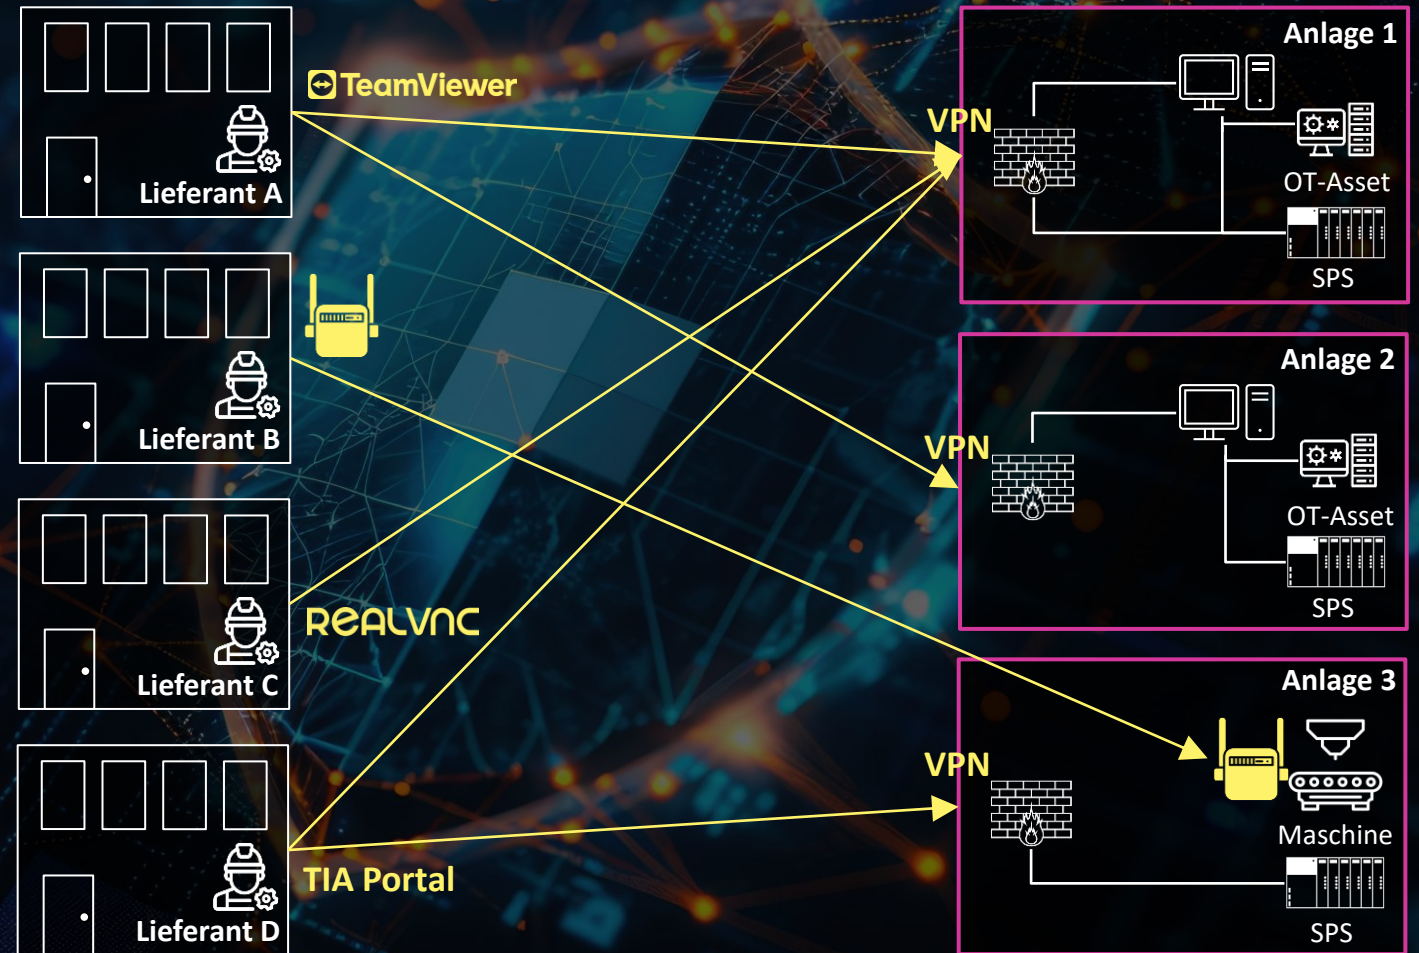 TeamViewer
Lieferant A
Lieferant B
REALVNC
Lieferant C
TIA Portal
Lieferant D
Anlage 1
VPN
OT-Asset
SPS
Anlage 2
VPN
OT-Asset
SPS
Anlage 3
VPN
Maschine
SPS